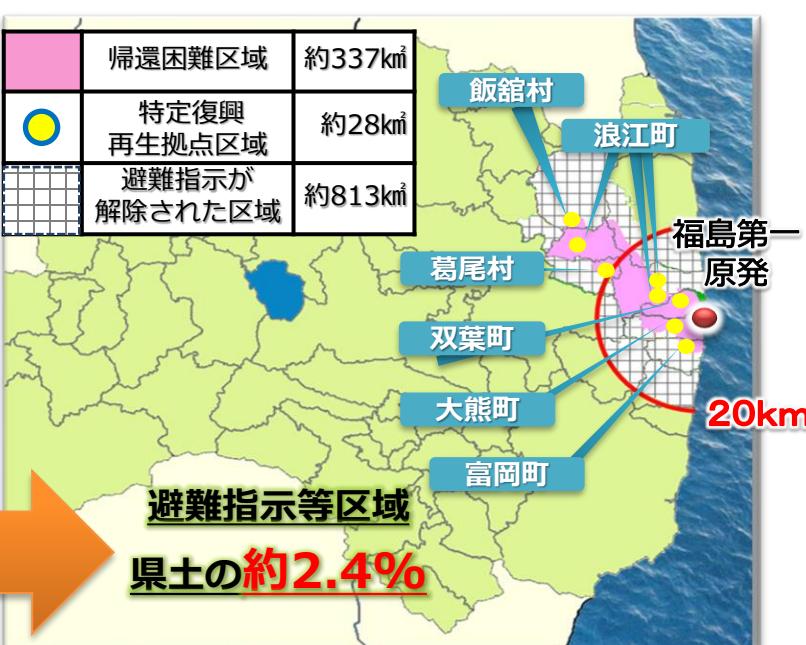 帰還困難区域 約337㎢
特定復興
再生拠点区域 約28㎢
避難指示が
解除された区域 約813㎢
飯舘村
浪江町
福島第一
原発
葛尾村
双葉町
大熊町
20km
富岡町
避難指示等区域
県土の約2.4%